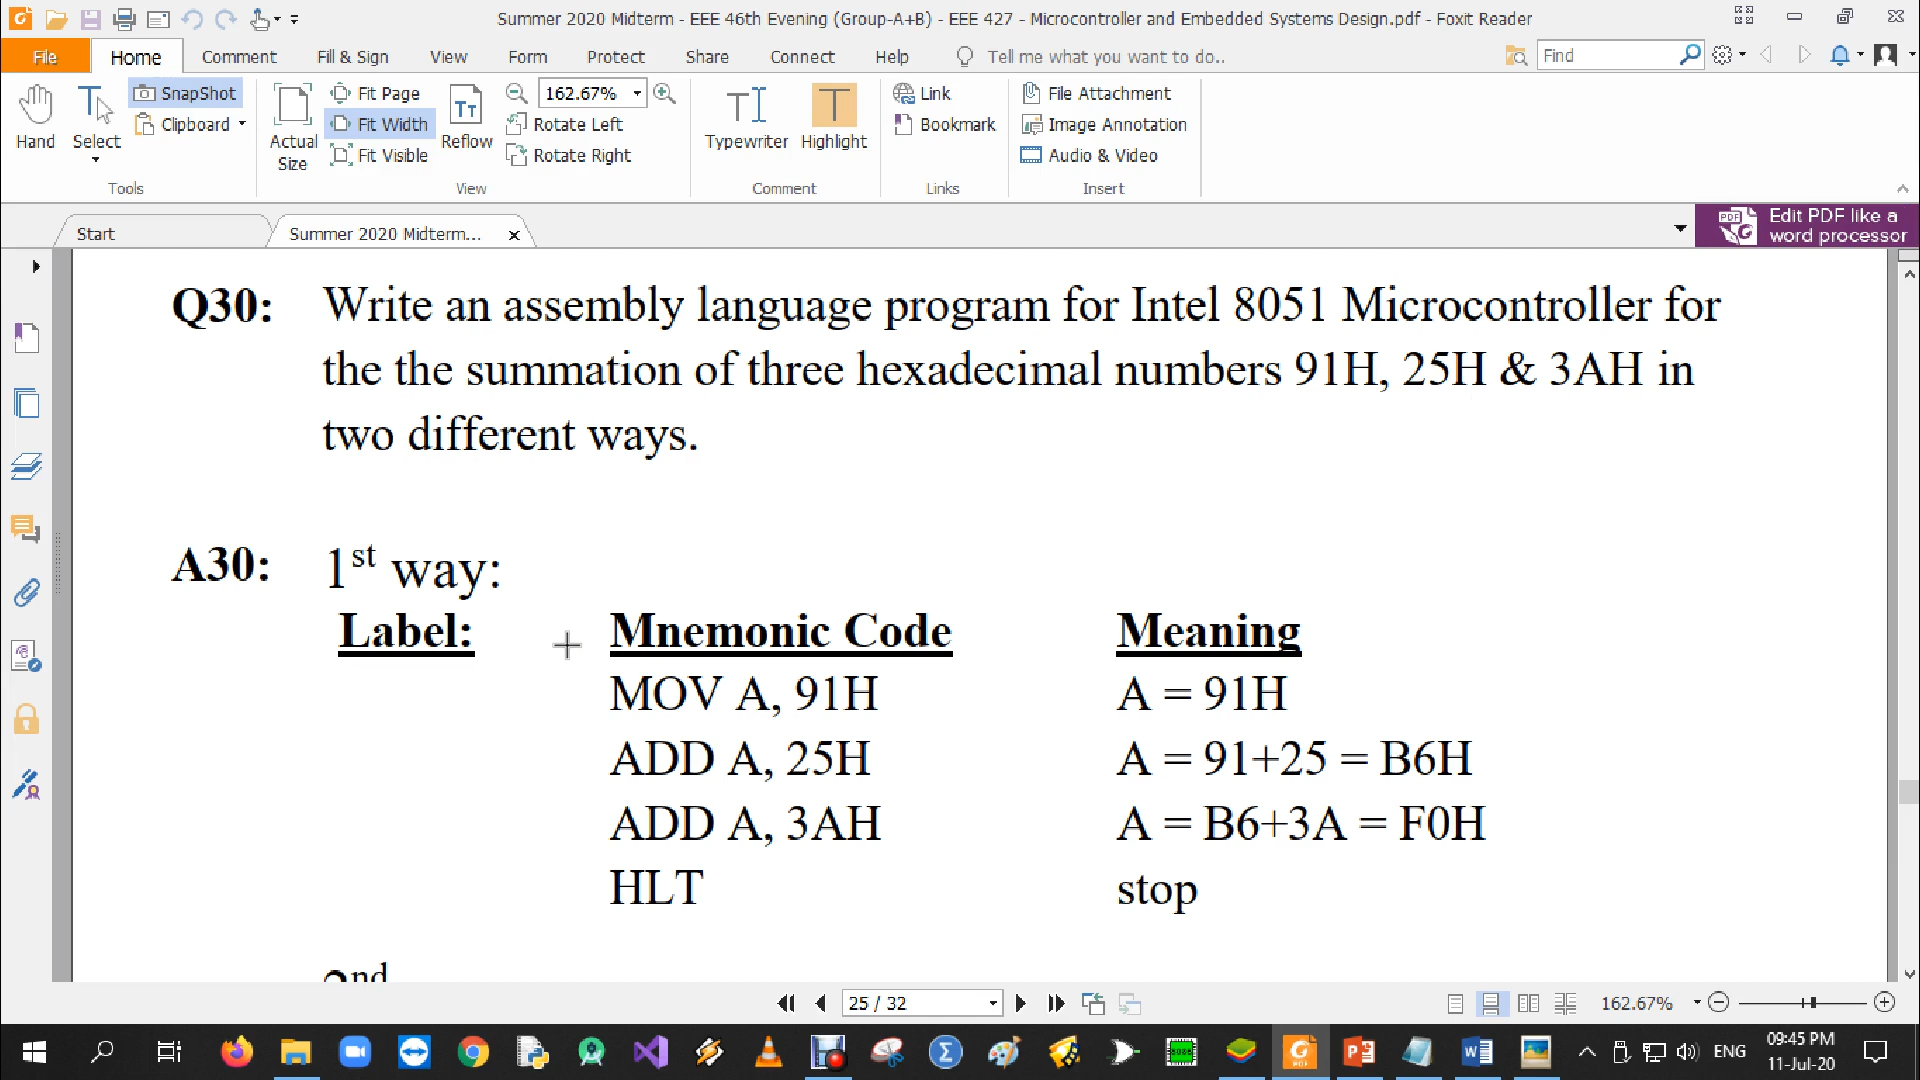 Summer 2020 Midterm - EEE 46th Evening (Group-A+B) - EEE 427 - Microcontroller and Embedded Systems Design.pdf - Foxit Reader
File Home Comment Fill & Sign View Form Protect Share Connect Help Tell me what you want to do.. Find
Hand
Select
SnapShot
Clipboard
Tools
Actual Size
Fit Page
Fit Width
Fit Visible
Reflow
162.67%
Rotate Left
Rotate Right
View
Typewriter
Highlight
Comment
Link
Bookmark
Links
File Attachment
Image Annotation
Audio & Video
Insert
Start
Summer 2020 Midterm...
Edit PDF like a
word processor
Q30: Write an assembly language program for Intel 8051 Microcontroller for
the the summation of three hexadecimal numbers 91H, 25H & 3AH in
two different ways.
A30: 1st way:
Label: Mnemonic Code Meaning
MOV A, 91H A = 91H
ADD A, 25H A = 91+25 = B6H
ADD A, 3AH A = B6+3A = F0H
HLT stop
2nd
25 / 32
162.67%
ENG
09:45 PM
11-Jul-20